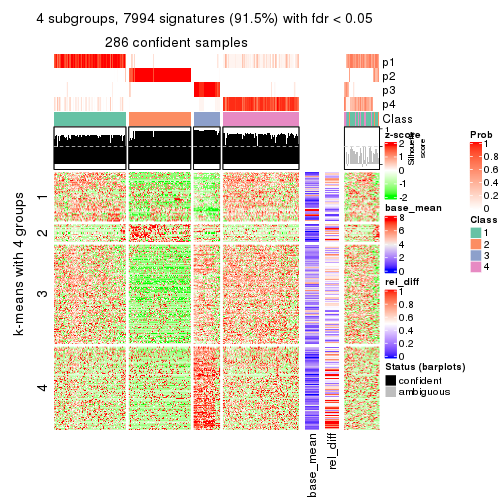 4 subgroups, 7994 signatures (91.5%) with fdr < 0.05
286 confident samples
p1
p2
p3
p4
Class
1
Silhouette
score
k-means with 4 groups
1
2
3
4
base_mean
rel_diff
z-score
2
1
0
-1
-2
base_mean
8
6
4
2
0
rel_diff
1
0.8
0.6
0.4
0.2
0
Status (barplots)
confident
ambiguous
Prob
1
0.8
0.6
0.4
0.2
0
Class
1
2
3
4